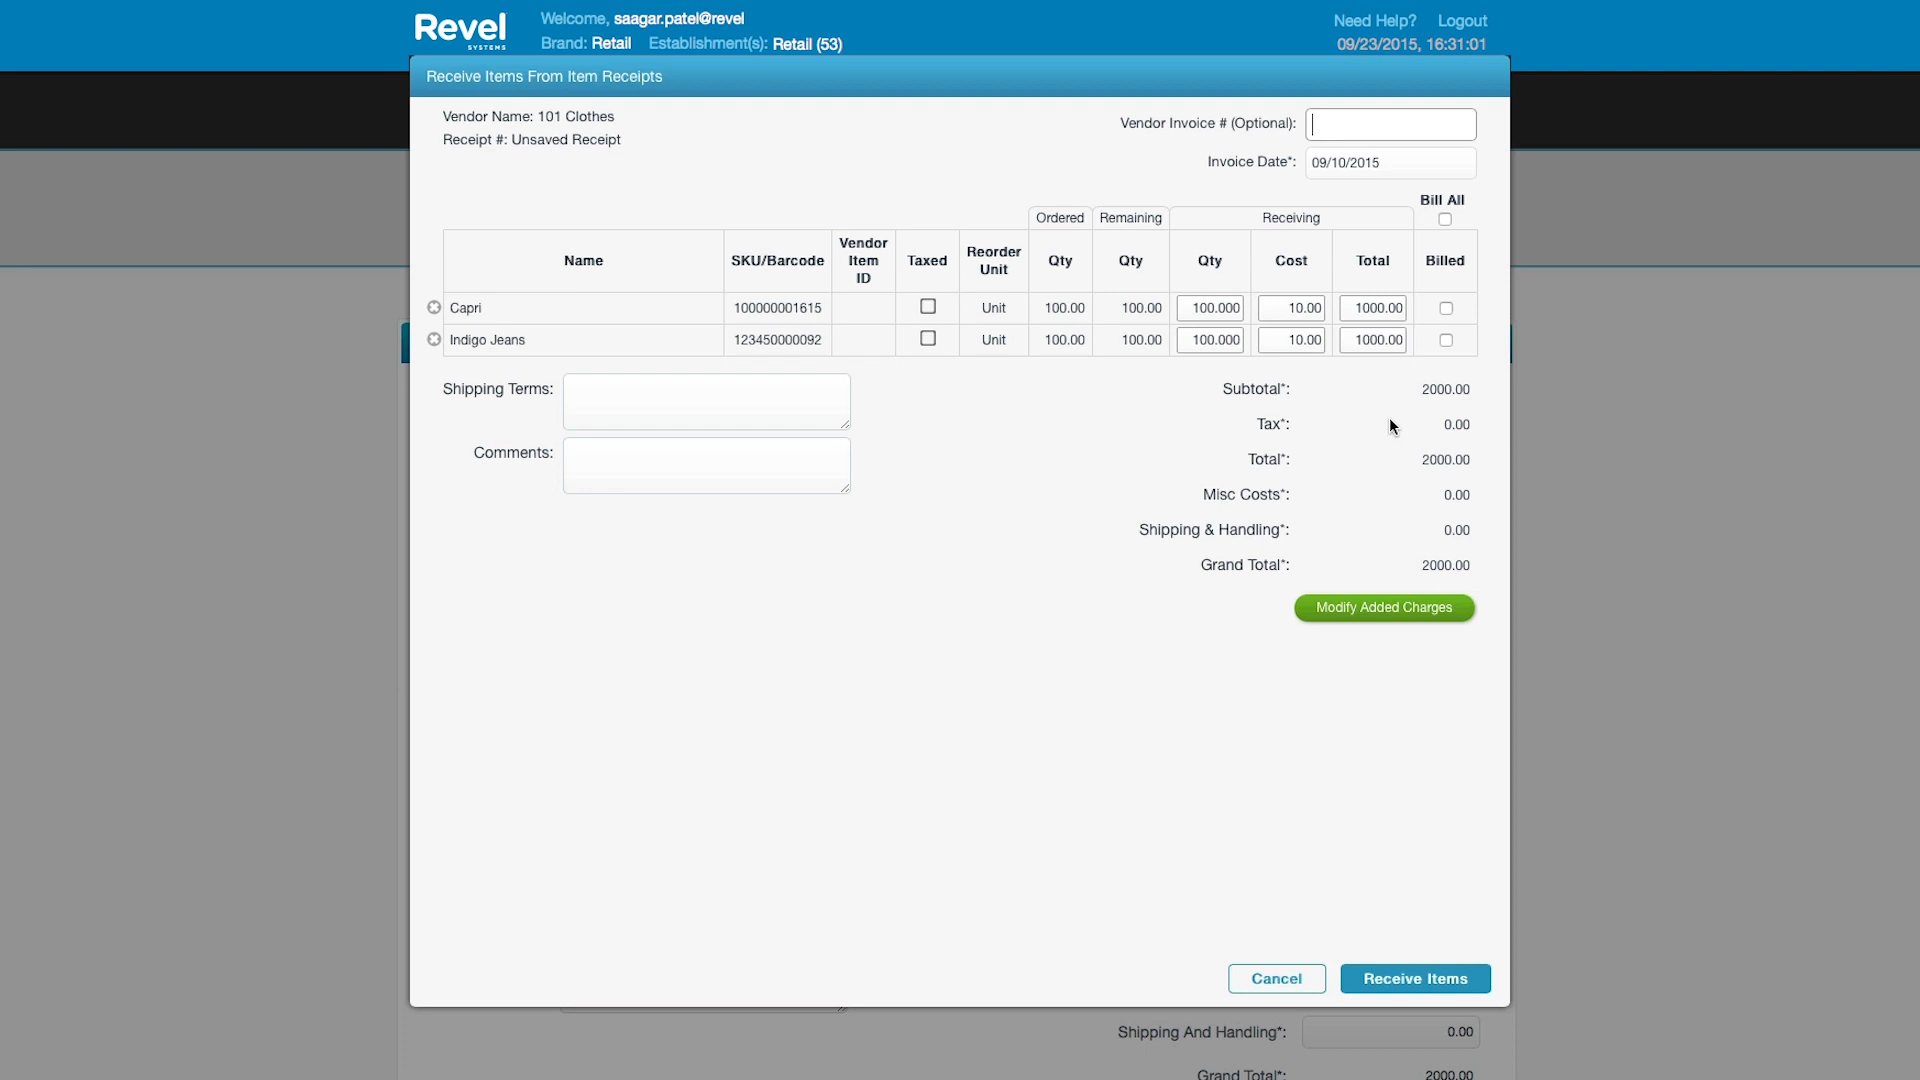 Revel
SYSTEMS
Welcome, saagar.patel@revel
Brand: Retail Establishment(s): Retail (53)
Need Help? Logout
09/23/2015, 16:31:01
Receive Items From Item Receipts
Vendor Name: 101 Clothes
Receipt #: Unsaved Receipt
Vendor Invoice # (Optional):
Invoice Date*: 09/10/2015
Bill All
Ordered Remaining Receiving
Name SKU/Barcode Vendor Item ID Taxed Reorder Unit Qty Qty Qty Cost Total Billed
Capri 100000001615 Unit 100.00 100.00 100.000 10.00 1000.00
Indigo Jeans 123450000092 Unit 100.00 100.00 100.000 10.00 1000.00
Shipping Terms:
Comments:
Subtotal*: 2000.00
Tax*: 0.00
Total*: 2000.00
Misc Costs*: 0.00
Shipping & Handling*: 0.00
Grand Total*: 2000.00
Modify Added Charges
Cancel Receive Items
Shipping And Handling*: 0.00
Grand Total*: 2000.00